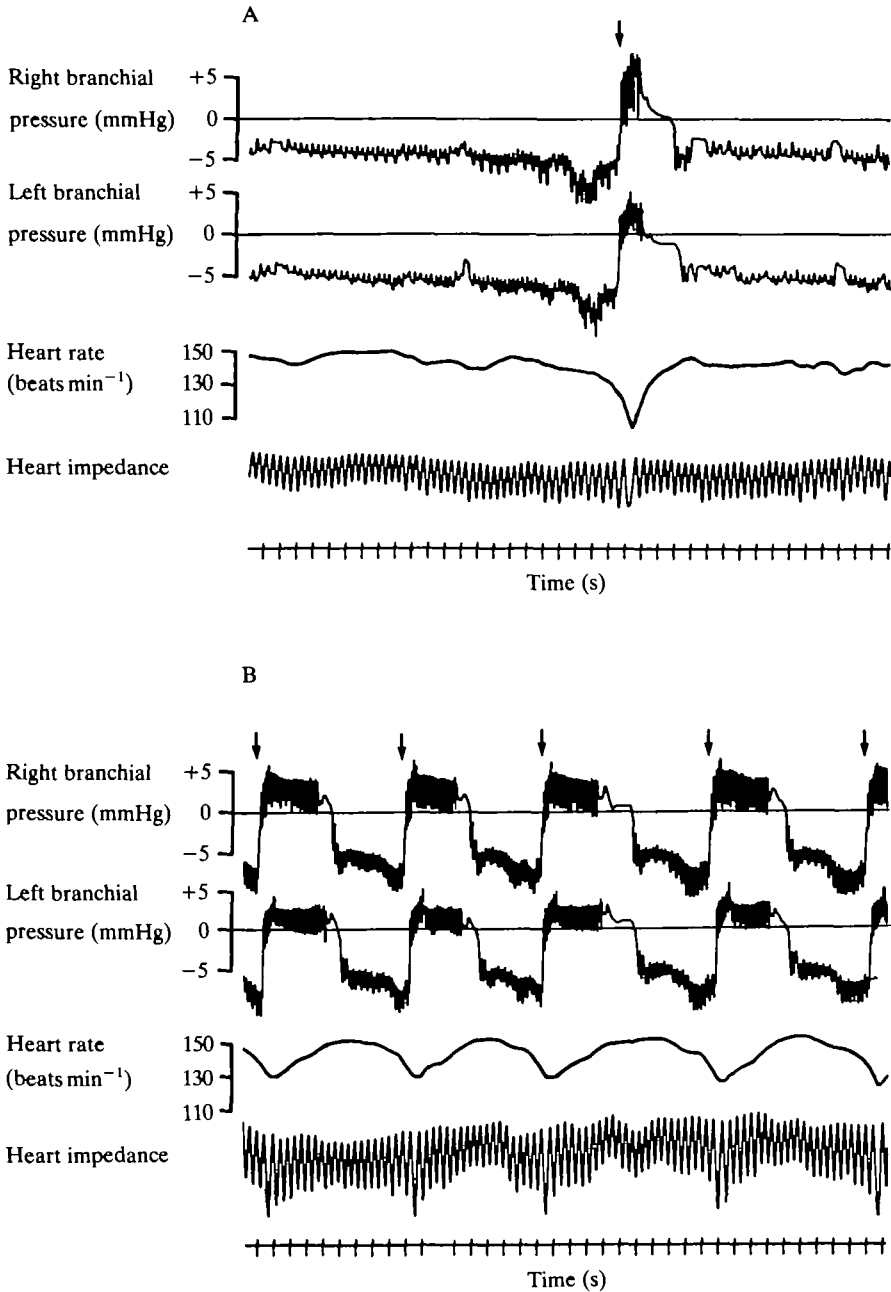 A
Right branchial +5
pressure (mmHg) 0
−5
Left branchial +5
pressure (mmHg) 0
−5
Heart rate 150
(beats min⁻¹) 130
110
Heart impedance
Time (s)
B
Right branchial +5
pressure (mmHg) 0
−5
Left branchial +5
pressure (mmHg) 0
−5
Heart rate 150
(beats min⁻¹) 130
110
Heart impedance
Time (s)